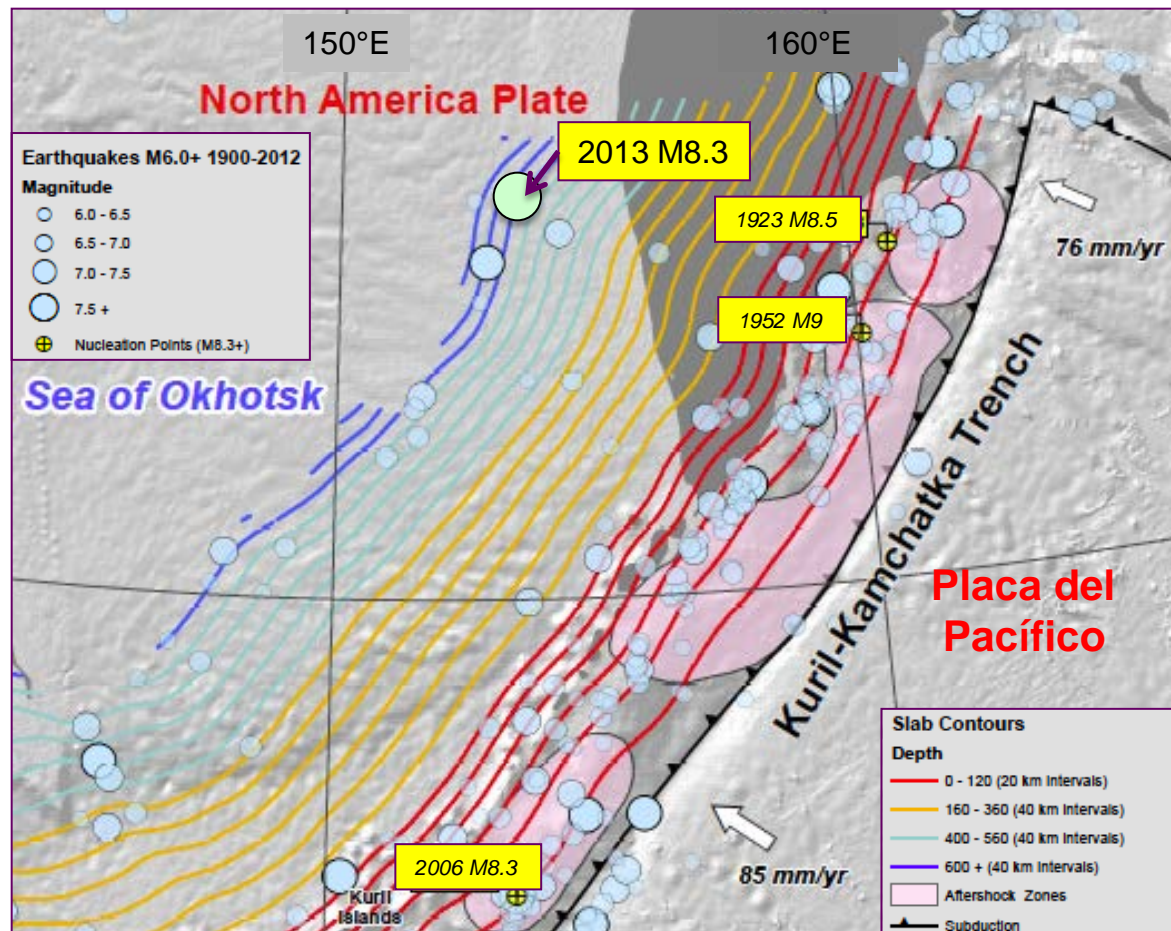 150°E
160°E
North America Plate
Earthquakes M6.0+ 1900-2012
Magnitude
6.0 - 6.5
6.5 - 7.0
7.0 - 7.5
7.5 +
Nucleation Points (M8.3+)
2013 M8.3
1923 M8.5
76 mm/yr
1952 M9
Sea of Okhotsk
Kuril-Kamchatka Trench
Placa del
Pacífico
Slab Contours
Depth
0 - 120 (20 km Intervals)
160 - 360 (40 km Intervals)
400 - 560 (40 km Intervals)
600 + (40 km Intervals)
Aftershock Zones
Subduction
85 mm/yr
2006 M8.3
Kuril
Islands